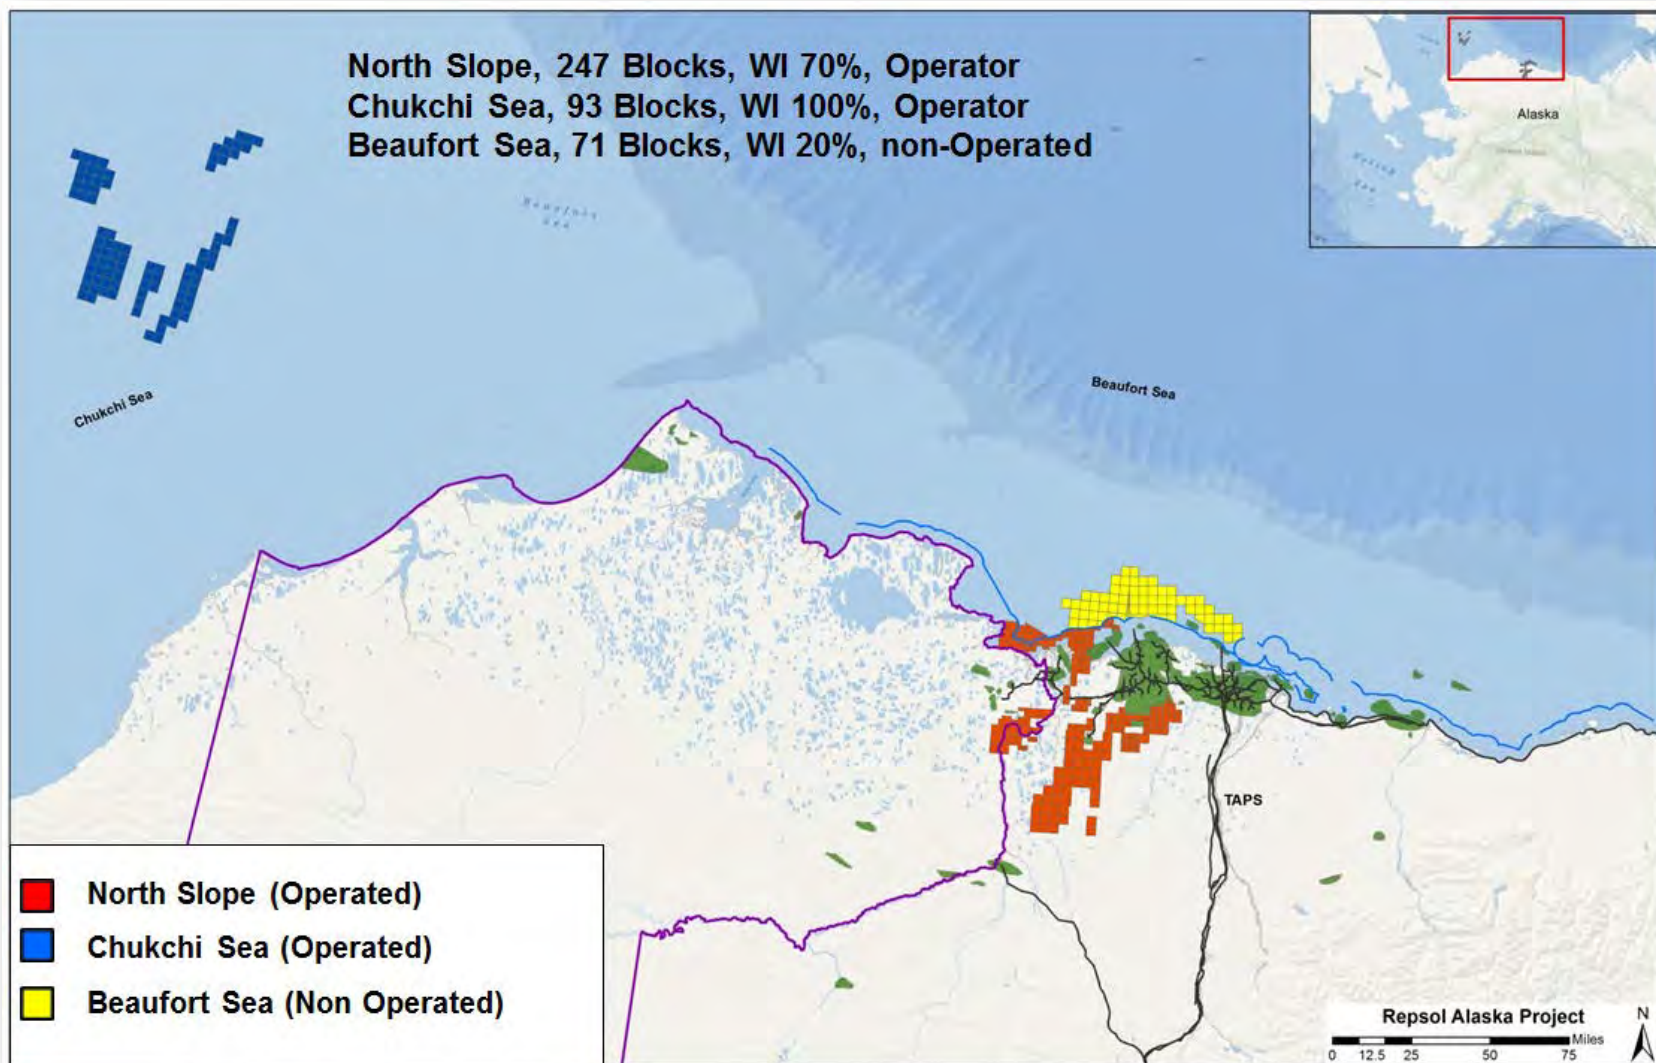 North Slope, 247 Blocks, WI 70%, Operator
Chukchi Sea, 93 Blocks, WI 100%, Operator
Beaufort Sea, 71 Blocks, WI 20%, non-Operated
Alaska
Beaufort
Sea
Chukchi Sea
Beaufort Sea
TAPS
North Slope (Operated)
Chukchi Sea (Operated)
Beaufort Sea (Non Operated)
Repsol Alaska Project
N
Miles
0 12.5 25 50 75